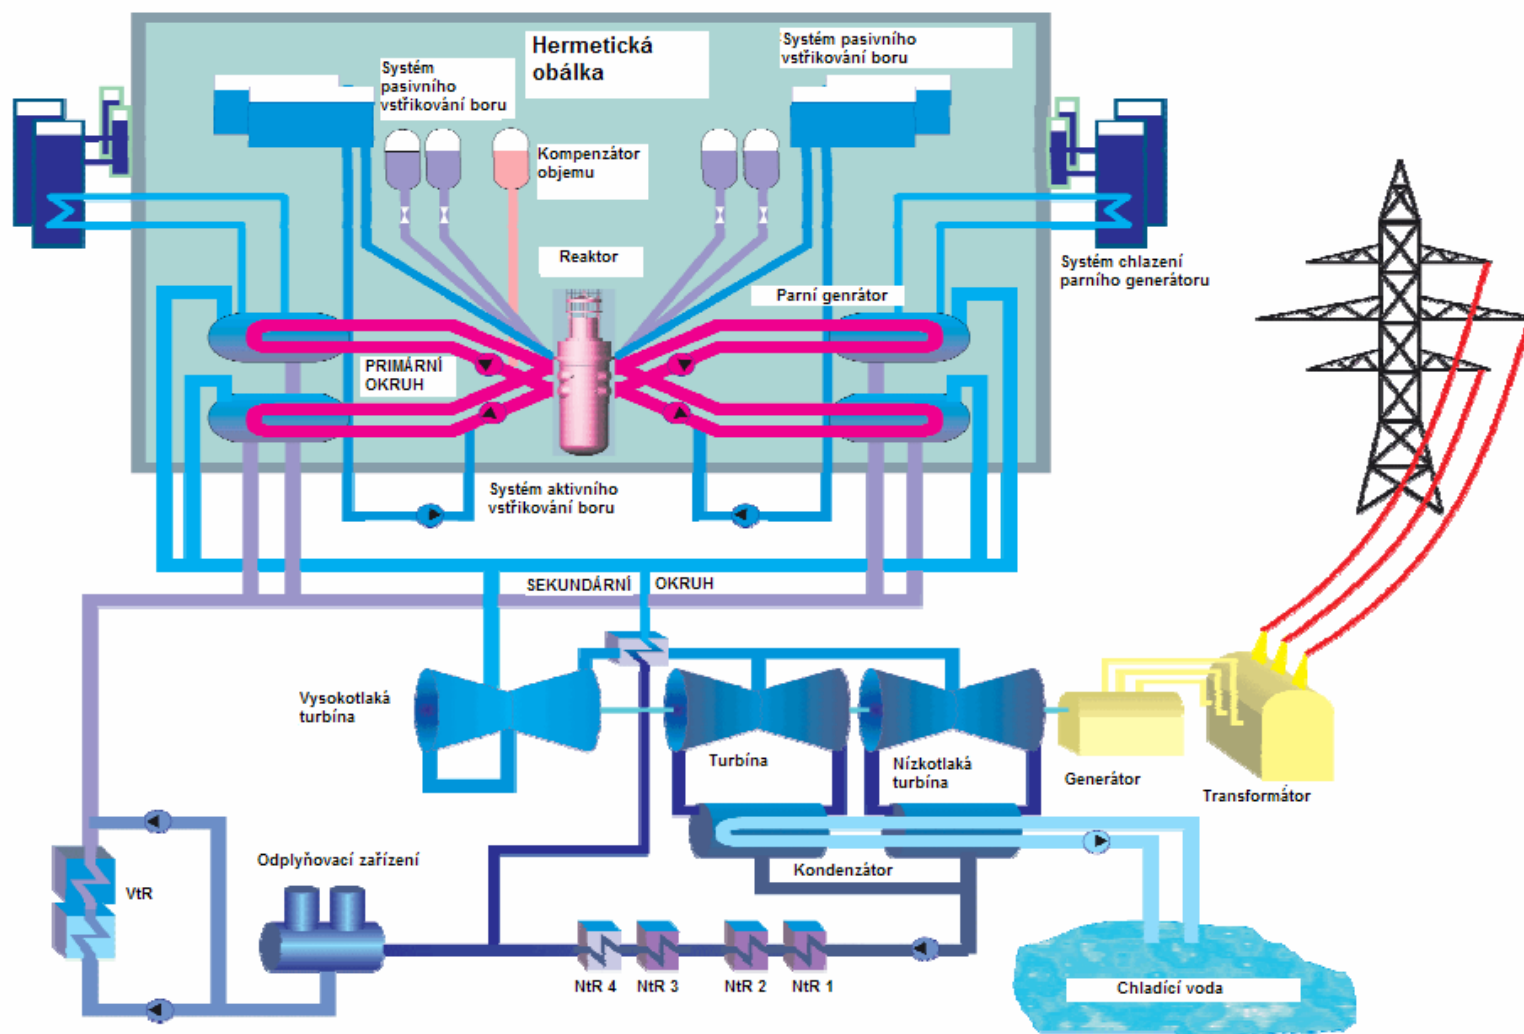 Hermetická
obálka
Systém
pasivního
vstřikování boru
Systém pasivního
vstřikování boru
Kompenzátor
objemu
Reaktor
Systém chlazení
parního generátoru
Parní genrátor
PRIMÁRNÍ
OKRUH
Systém aktivního
vstřikování boru
SEKUNDÁRNÍ OKRUH
Vysokotlaká
turbína
Turbína
Nízkotlaká
turbína
Generátor
Transformátor
Odplyňovací zařízení
Kondenzátor
VtR
NtR 4 NtR 3 NtR 2 NtR 1
Chladící voda